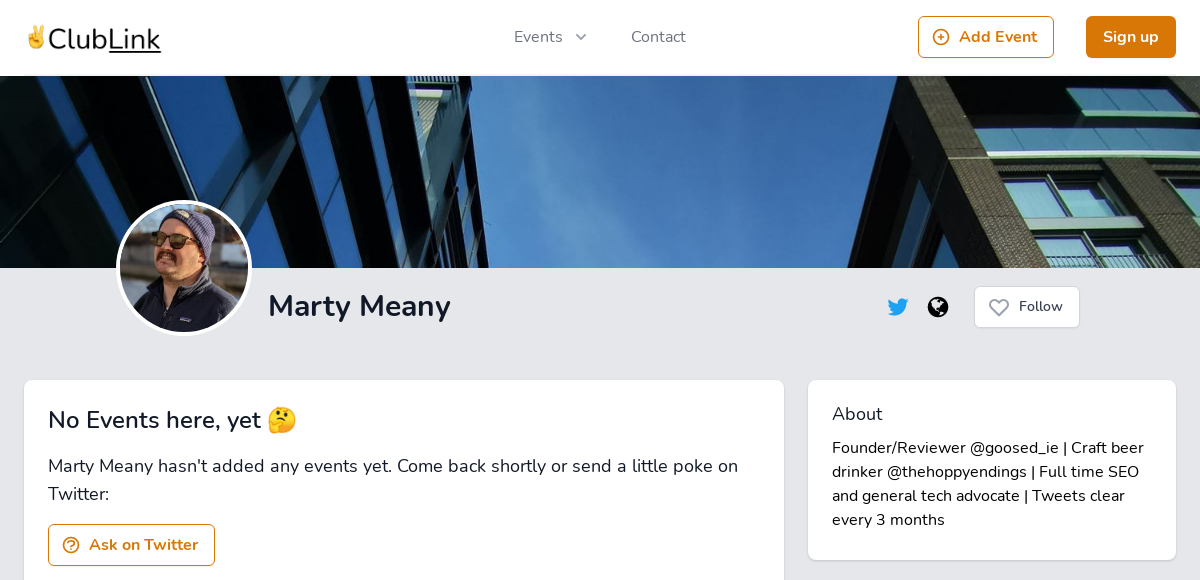 ✌️ClubLink
Events
Contact
Add Event
Sign up
Marty Meany
Follow
No Events here, yet 🤔
Marty Meany hasn't added any events yet. Come back shortly or send a little poke on
Twitter:
Ask on Twitter
About
Founder/Reviewer @goosed_ie | Craft beer
drinker @thehoppyendings | Full time SEO
and general tech advocate | Tweets clear
every 3 months